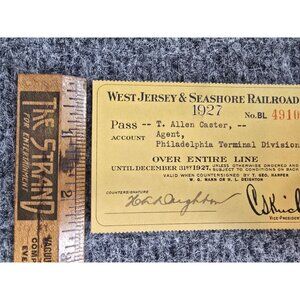 THE STRAND
FOR ENTERTAINMENT
2
WEST JERSEY & SEASHORE RAILROAD
1927
No. BL 4910
PASS -- T. Allen Caster, --
ACCOUNT Agent,
Philadelphia Terminal Division
OVER ENTIRE LINE
UNTIL DECEMBER 31ST 1927, UNLESS OTHERWISE ORDERED AND
SUBJECT TO CONDITIONS ON BACK
VALID WHEN COUNTERSIGNED BY T. GEO. HARPER
W. G. MANN OR H. L. DEIGHTON
COUNTERSIGNATURE
VICE-PRESIDENT